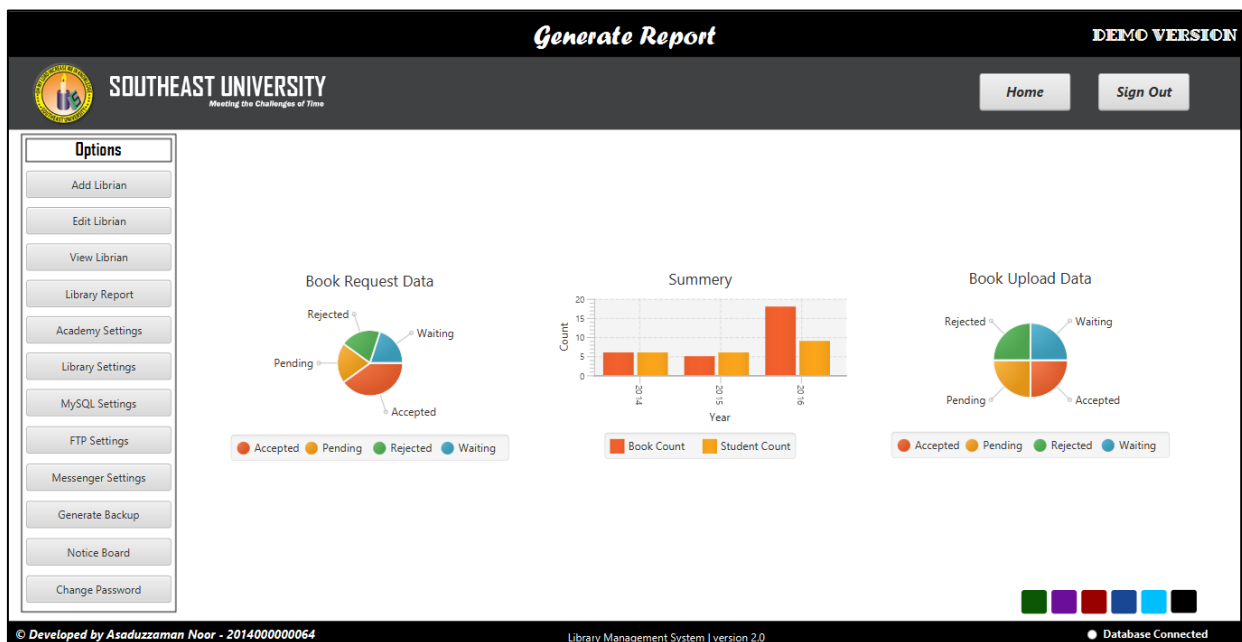 Generate Report
DEMO VERSION
SOUTHEAST UNIVERSITY
Meeting the Challenges of Time
Home
Sign Out
Options
Add Librian
Edit Librian
View Librian
Library Report
Academy Settings
Library Settings
MySQL Settings
FTP Settings
Messenger Settings
Generate Backup
Notice Board
Change Password
Book Request Data
Rejected
Waiting
Pending
Accepted
Accepted Pending Rejected Waiting
Summery
Count
20
15
10
5
0
2014
2015
2016
Year
Book Count Student Count
Book Upload Data
Rejected
Waiting
Pending
Accepted
Accepted Pending Rejected Waiting
© Developed by Asaduzzaman Noor - 2014000000064
Library Management System | version 2.0
Database Connected